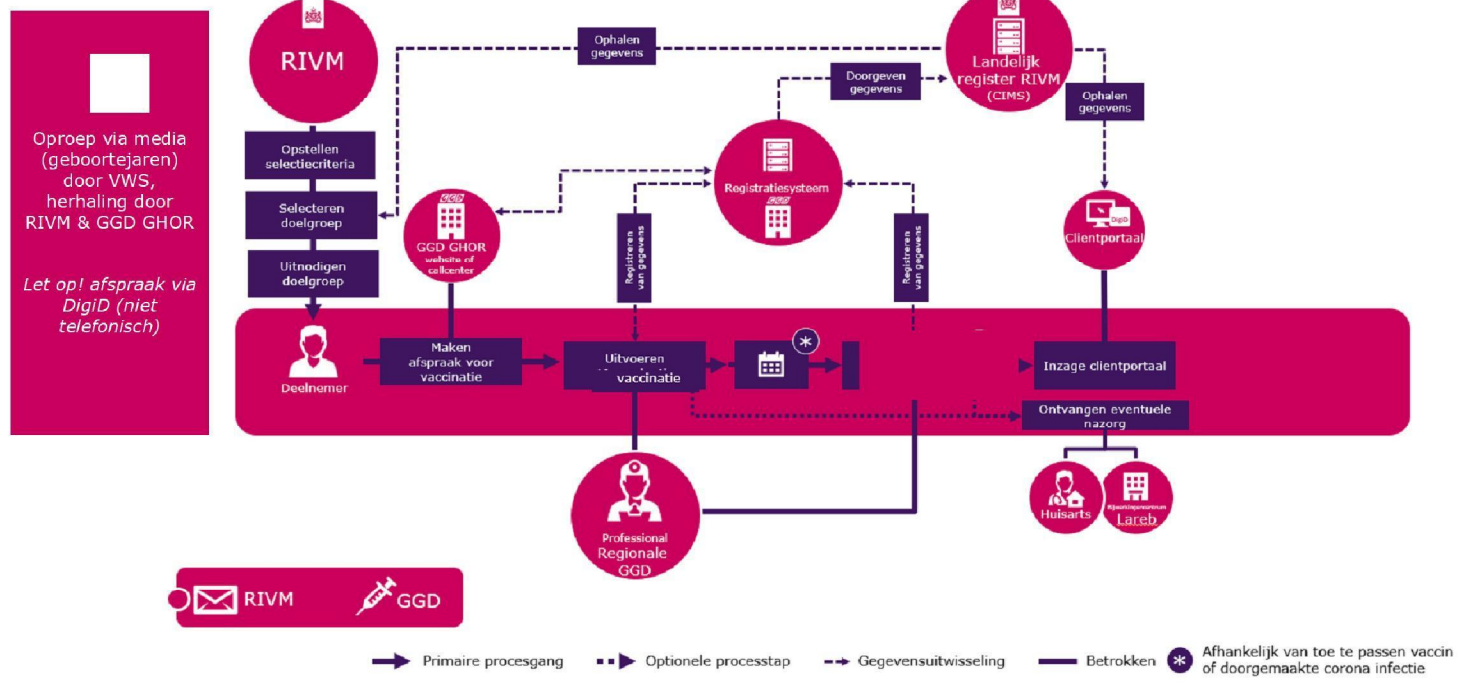 Oproep via media
(geboortejaren)
door VWS,
herhaling door
RIVM & GGD GHOR
Let op! afspraak via
DigiD (niet
telefonisch)
RIVM
Opstellen
selectiecriteria
Selecteren
doelgroep
Uitnodigen
doelgroep
Ophalen
gegevens
Doorgeven
gegevens
Landelijk
register RIVM
(CIMS)
Ophalen
gegevens
Registratiesysteem
GGD
GGD
GGD GHOR
website of
callcenter
Registreren
van gegevens
Registreren
van gegevens
DigiD
Clientportaal
Deelnemer
Maken
afspraak voor
vaccinatie
Uitvoeren
vaccinatie
*
Inzage clientportaal
Ontvangen eventuele
nazorg
Professional
Regionale
GGD
Huisarts
Lareb
RIVM
GGD
Primaire procesgang
Optionele processtap
Gegevensuitwisseling
Betrokken
* Afhankelijk van toe te passen vaccin
of doorgemaakte corona infectie